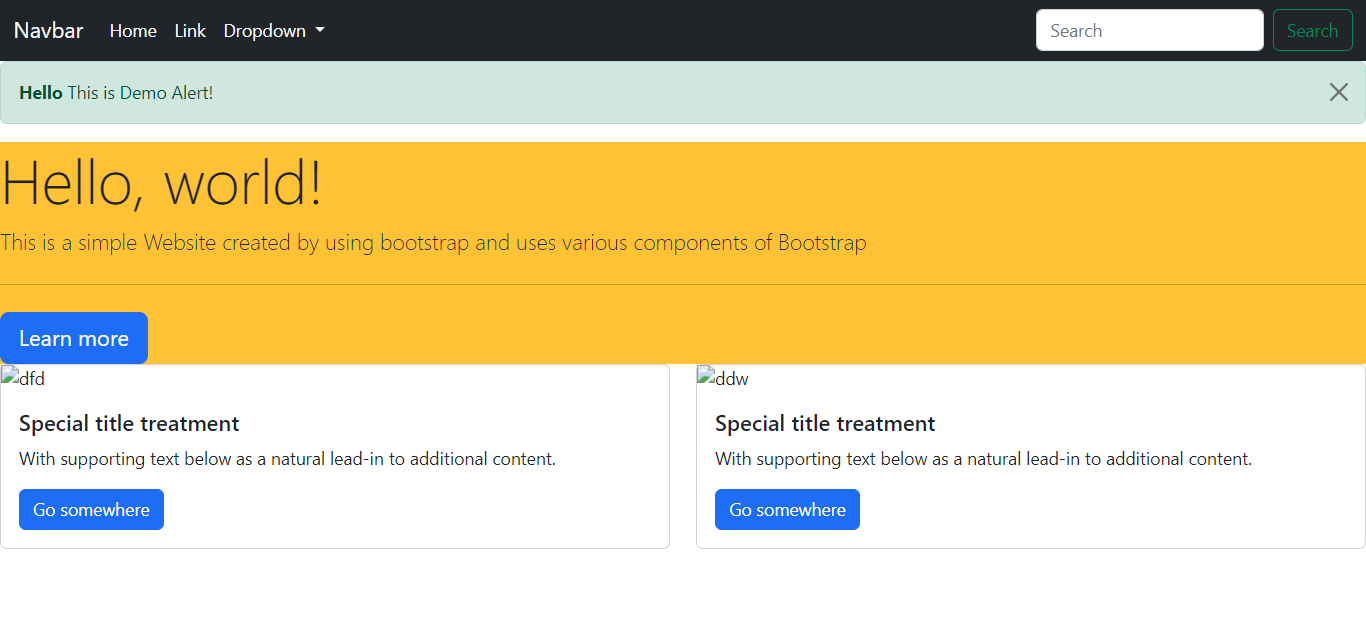 Navbar Home Link Dropdown Search Search
Hello This is Demo Alert!
Hello, world!
This is a simple Website created by using bootstrap and uses various components of Bootstrap
Learn more
dfd
Special title treatment
With supporting text below as a natural lead-in to additional content.
Go somewhere
ddw
Special title treatment
With supporting text below as a natural lead-in to additional content.
Go somewhere